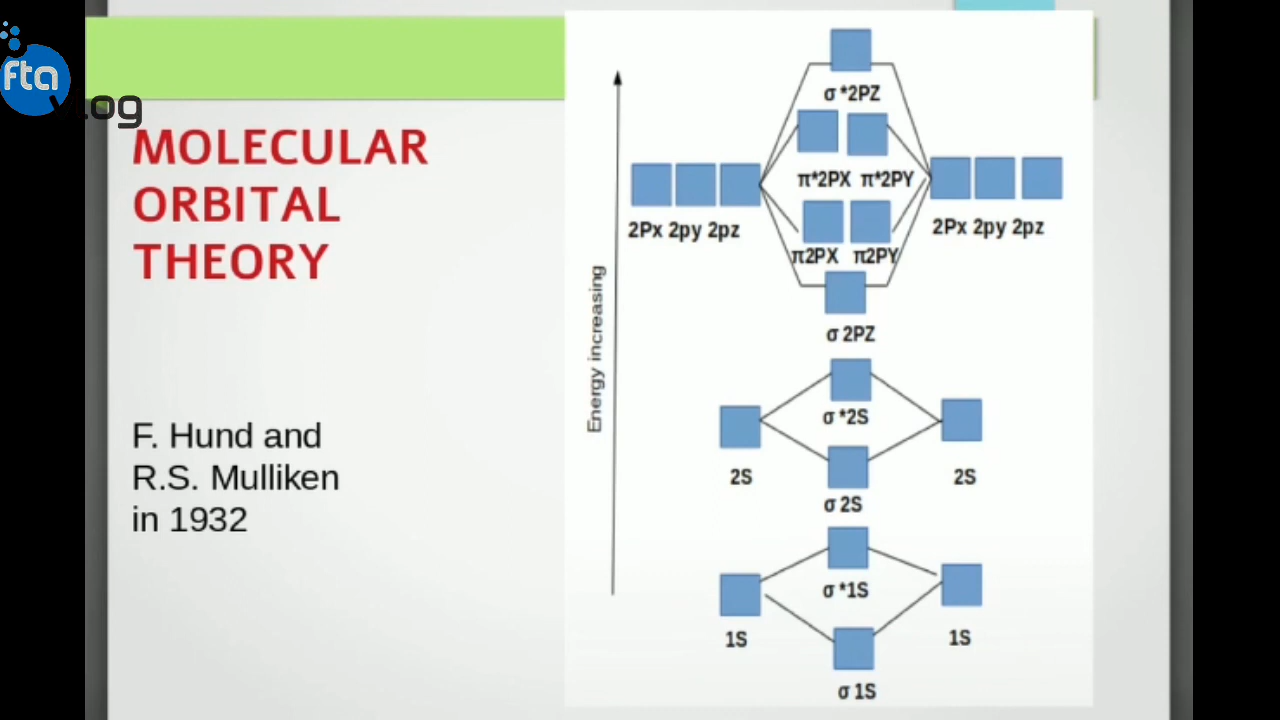 fta
vlog
MOLECULAR
ORBITAL
THEORY
F. Hund and
R.S. Mulliken
in 1932
Energy increasing
σ *2PZ
π*2PX π*2PY
2Px 2py 2pz
2Px 2py 2pz
π2PX π2PY
σ 2PZ
σ *2S
2S
2S
σ 2S
σ *1S
1S
1S
σ 1S